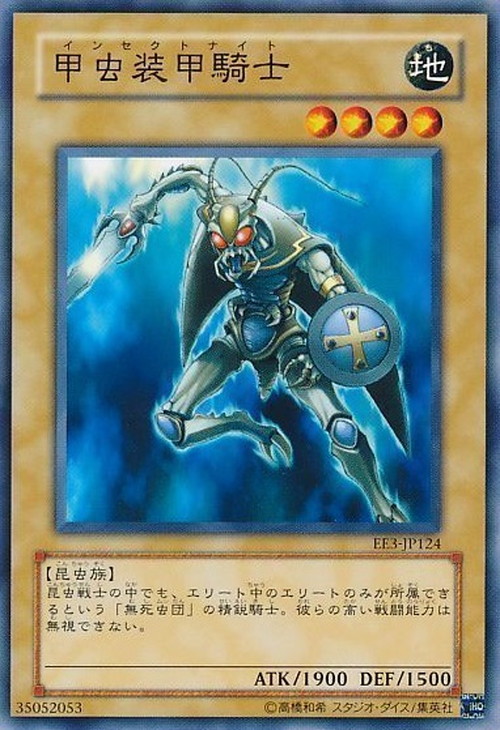 インセクトナイト
甲虫装甲騎士
地
EE3-JP124
【昆虫族】
昆虫戦士の中でも、エリート中のエリートのみが所属でき
るという「無死虫団」の精鋭騎士。彼らの高い戦闘能力は
無視できない。
ATK/1900 DEF/1500
35052053
©高橋和希 スタジオ・ダイス/集英社